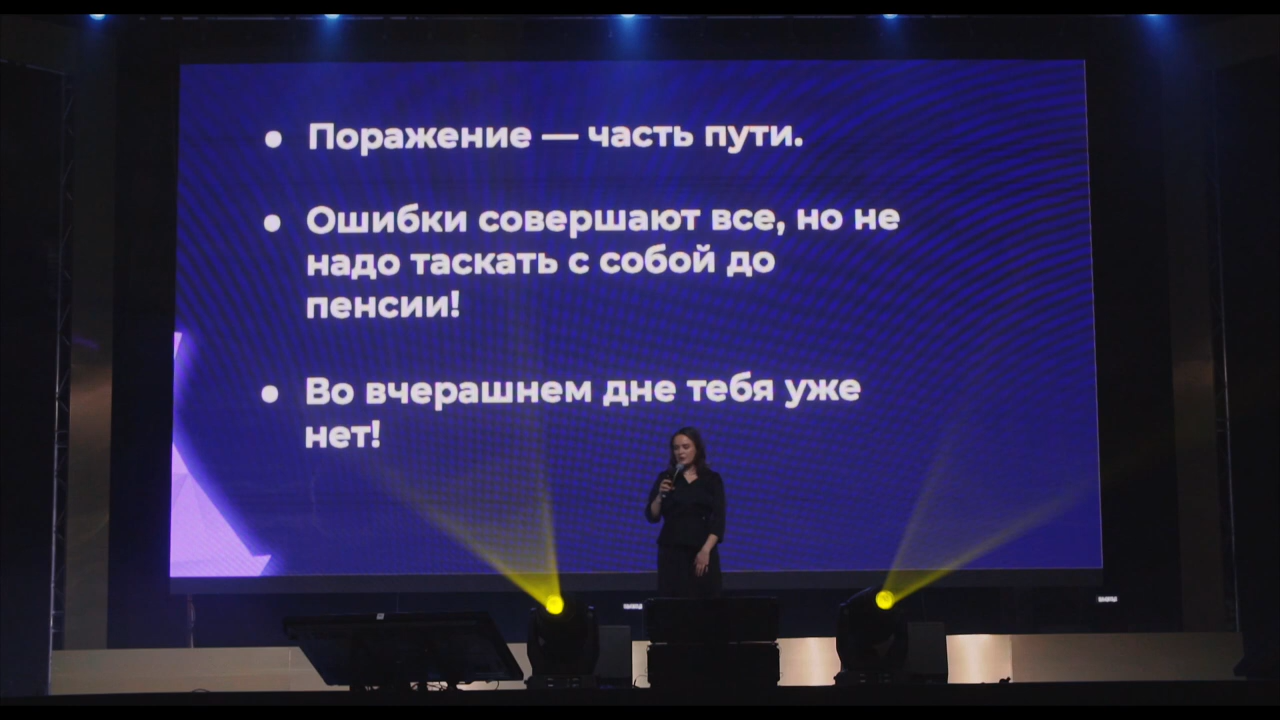 • Поражение — часть пути.
• Ошибки совершают все, но не
надо таскать с собой до
пенсии!
• Во вчерашнем дне тебя уже
нет!